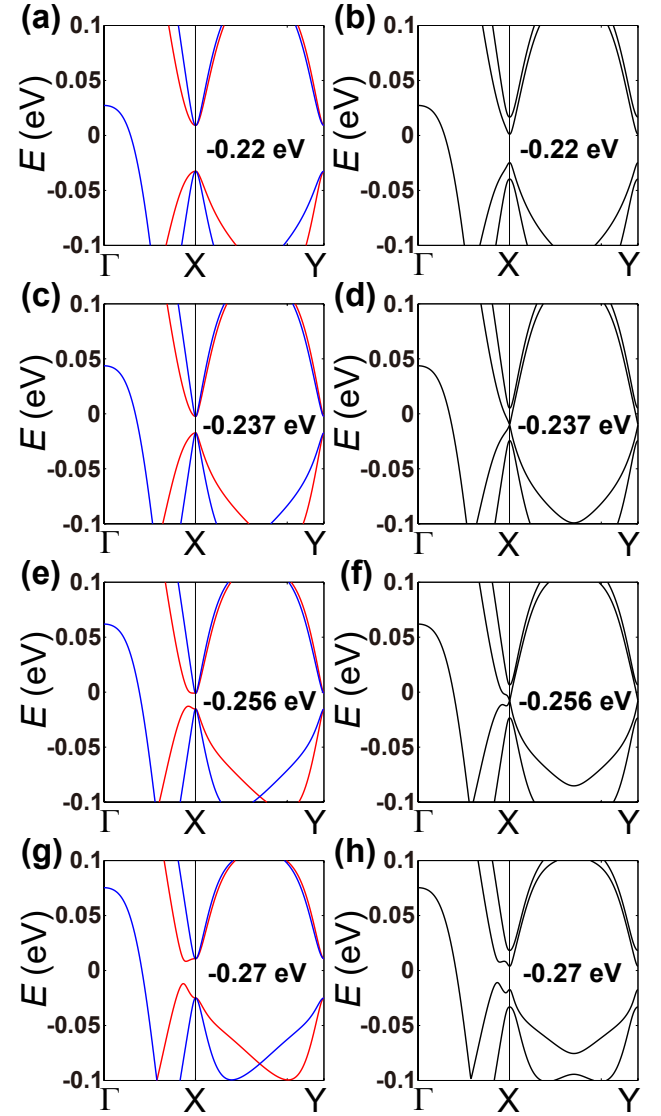 (a) (b)
0.1 0.1
0.05 0.05
E (eV) 0 E (eV) 0
-0.22 eV -0.22 eV
-0.05 -0.05
-0.1 -0.1
Γ X Y Γ X Y
(c) (d)
0.1 0.1
0.05 0.05
E (eV) 0 E (eV) 0
-0.237 eV -0.237 eV
-0.05 -0.05
-0.1 -0.1
Γ X Y Γ X Y
(e) (f)
0.1 0.1
0.05 0.05
E (eV) 0 E (eV) 0
-0.256 eV -0.256 eV
-0.05 -0.05
-0.1 -0.1
Γ X Y Γ X Y
(g) (h)
0.1 0.1
0.05 0.05
E (eV) 0 E (eV) 0
-0.27 eV -0.27 eV
-0.05 -0.05
-0.1 -0.1
Γ X Y Γ X Y